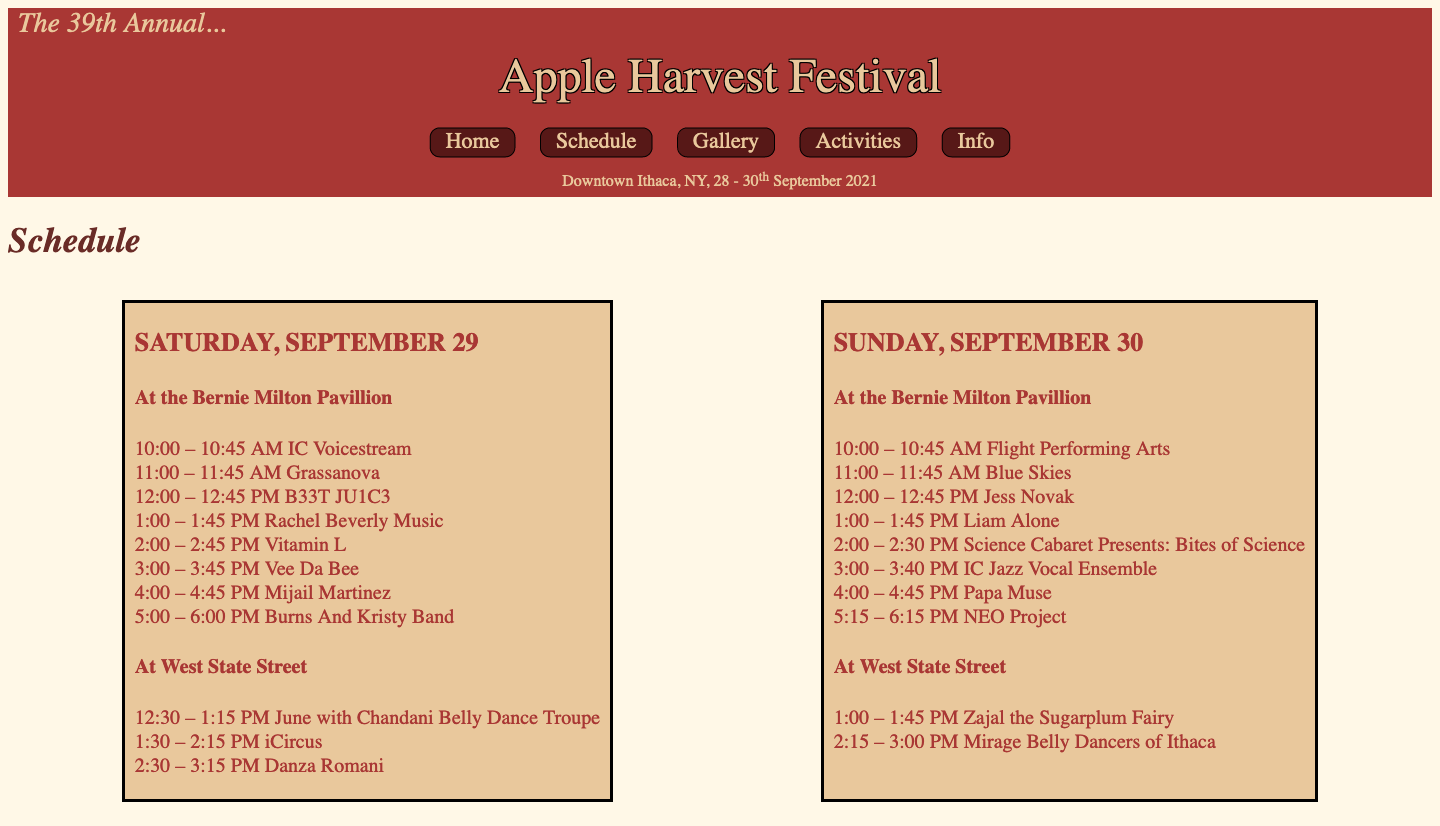 The 39th Annual...
Apple Harvest Festival
Home Schedule Gallery Activities Info
Downtown Ithaca, NY, 28 - 30th September 2021
Schedule
SATURDAY, SEPTEMBER 29
At the Bernie Milton Pavillion
10:00 – 10:45 AM IC Voicestream
11:00 – 11:45 AM Grassanova
12:00 – 12:45 PM B33T JU1C3
1:00 – 1:45 PM Rachel Beverly Music
2:00 – 2:45 PM Vitamin L
3:00 – 3:45 PM Vee Da Bee
4:00 – 4:45 PM Mijail Martinez
5:00 – 6:00 PM Burns And Kristy Band
At West State Street
12:30 – 1:15 PM June with Chandani Belly Dance Troupe
1:30 – 2:15 PM iCircus
2:30 – 3:15 PM Danza Romani
SUNDAY, SEPTEMBER 30
At the Bernie Milton Pavillion
10:00 – 10:45 AM Flight Performing Arts
11:00 – 11:45 AM Blue Skies
12:00 – 12:45 PM Jess Novak
1:00 – 1:45 PM Liam Alone
2:00 – 2:30 PM Science Cabaret Presents: Bites of Science
3:00 – 3:40 PM IC Jazz Vocal Ensemble
4:00 – 4:45 PM Papa Muse
5:15 – 6:15 PM NEO Project
At West State Street
1:00 – 1:45 PM Zajal the Sugarplum Fairy
2:15 – 3:00 PM Mirage Belly Dancers of Ithaca